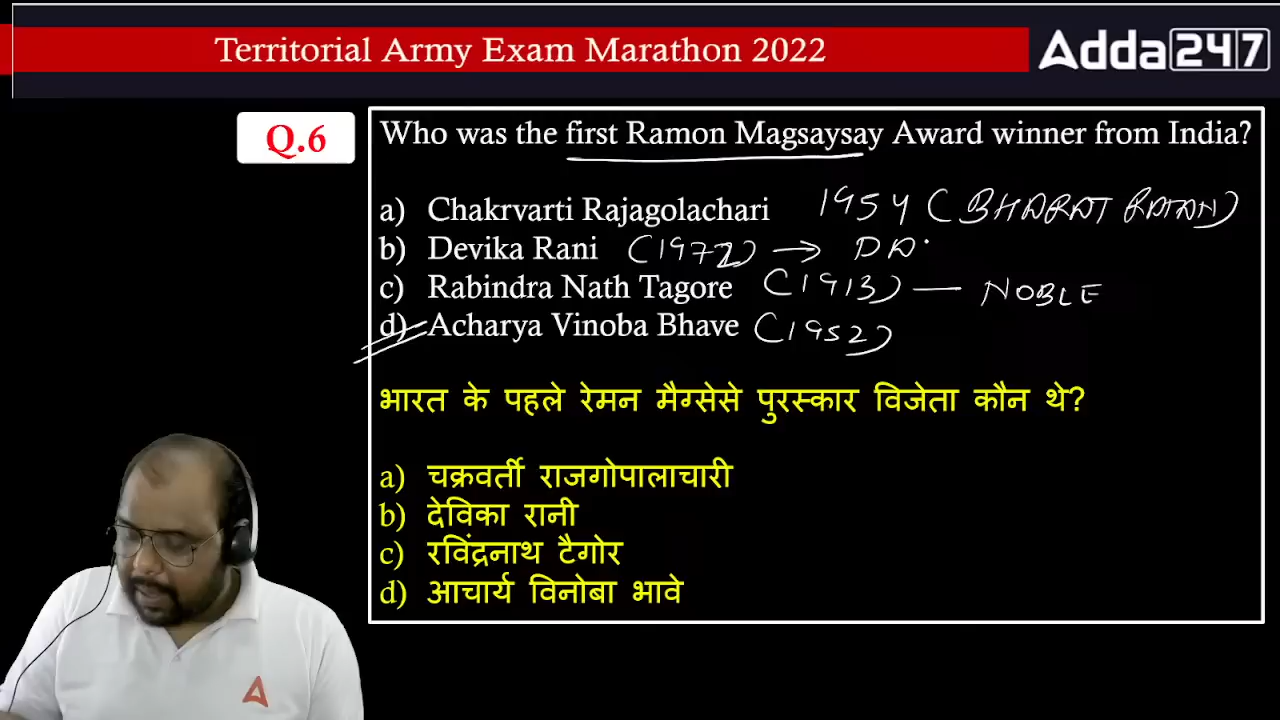 Territorial Army Exam Marathon 2022
Adda247
Q.6
Who was the first Ramon Magsaysay Award winner from India?
a) Chakrvarti Rajagolachari 1954 (BHARAT RATAN)
b) Devika Rani (1972) → DA
c) Rabindra Nath Tagore (1913) — NOBLE
d) Acharya Vinoba Bhave (1952)
भारत के पहले रेमन मैग्सेसे पुरस्कार विजेता कौन थे?
a) चक्रवर्ती राजगोपालाचारी
b) देविका रानी
c) रविंद्रनाथ टैगोर
d) आचार्य विनोबा भावे